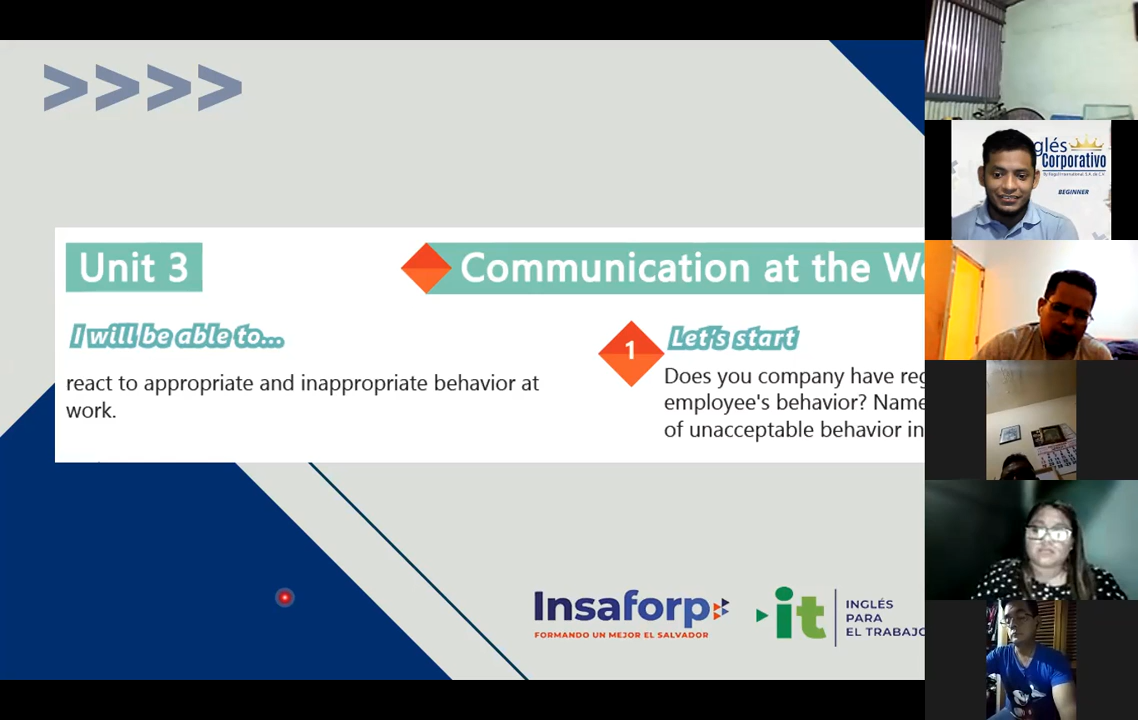 >>>>
Unit 3
Communication at the
I will be able to...
react to appropriate and inappropriate behavior at
work.
1
Let's start
Does you company have
employee's behavior? Name
of unacceptable behavior in
Insaforp
FORMANDO UN MEJOR EL SALVADOR
it
INGLÉS
PARA
EL TRABAJO
glés
Corporativo
BEGINNER